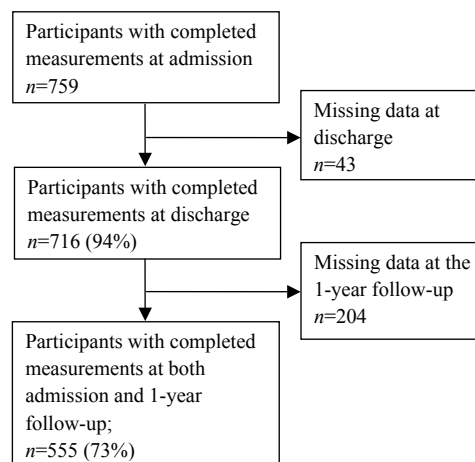 Participants with completed
measurements at admission
n=759
Missing data at
discharge
n=43
Participants with completed
measurements at discharge
n=716 (94%)
Missing data at the
1-year follow-up
n=204
Participants with completed
measurements at both
admission and 1-year
follow-up;
n=555 (73%)